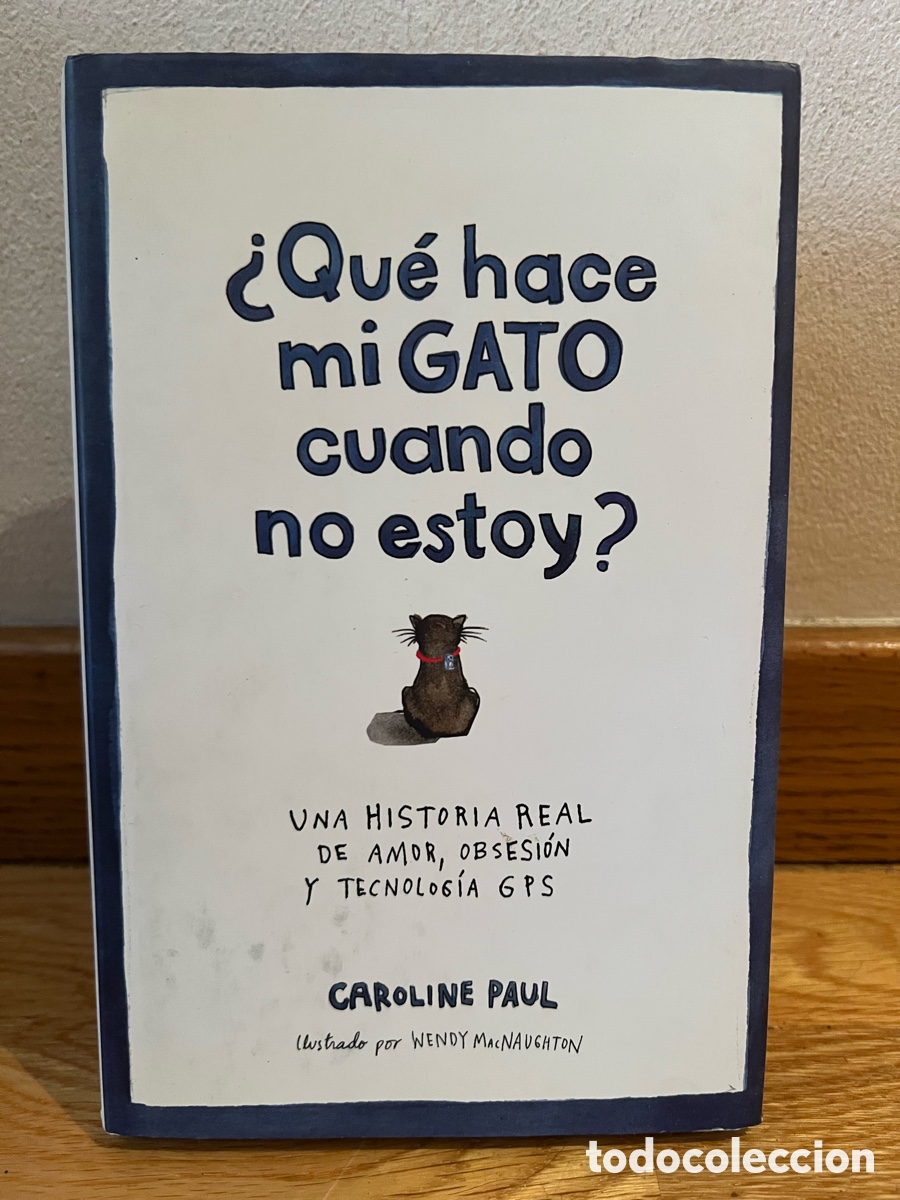 ¿Qué hace
mi GATO
cuando
no estoy?
UNA HISTORIA REAL
DE AMOR, OBSESIÓN
Y TECNOLOGÍA GPS
CAROLINE PAUL
Ilustrado por WENDY MACNAUGHTON
todocoleccion